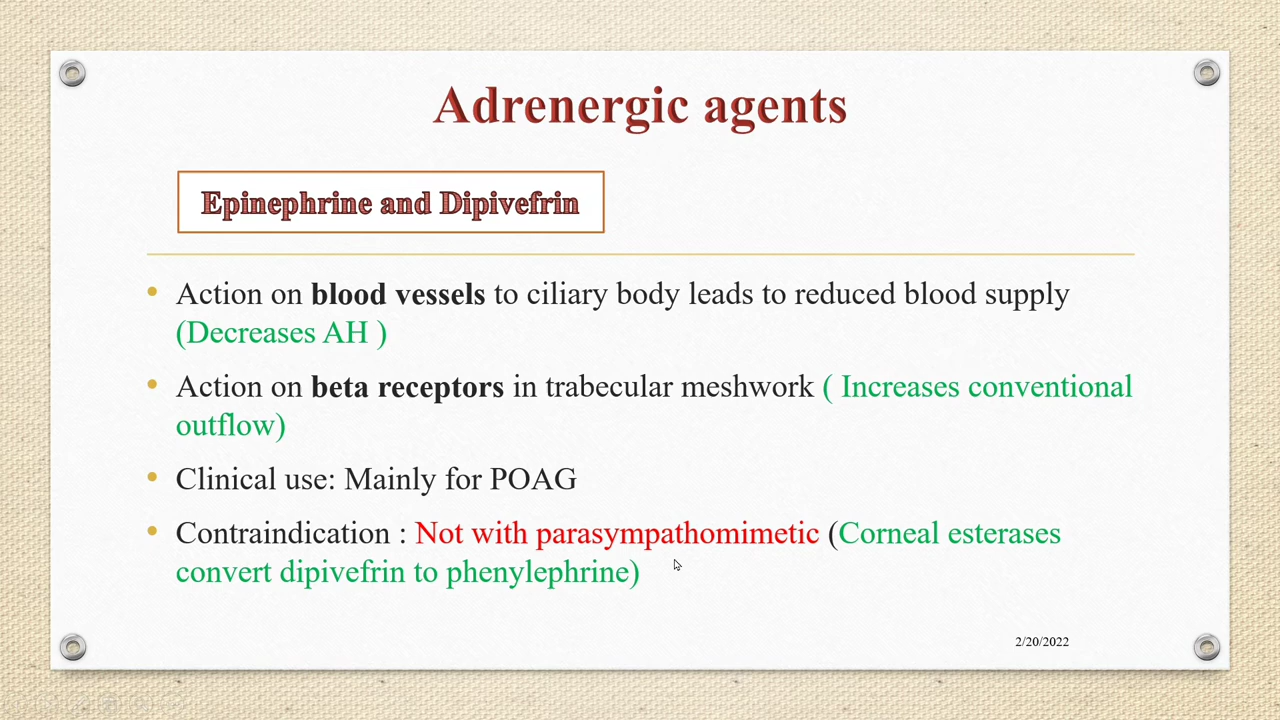 Adrenergic agents
Epinephrine and Dipivefrin
• Action on blood vessels to ciliary body leads to reduced blood supply
(Decreases AH )
• Action on beta receptors in trabecular meshwork ( Increases conventional
outflow)
• Clinical use: Mainly for POAG
• Contraindication : Not with parasympathomimetic (Corneal esterases
convert dipivefrin to phenylephrine)
2/20/2022